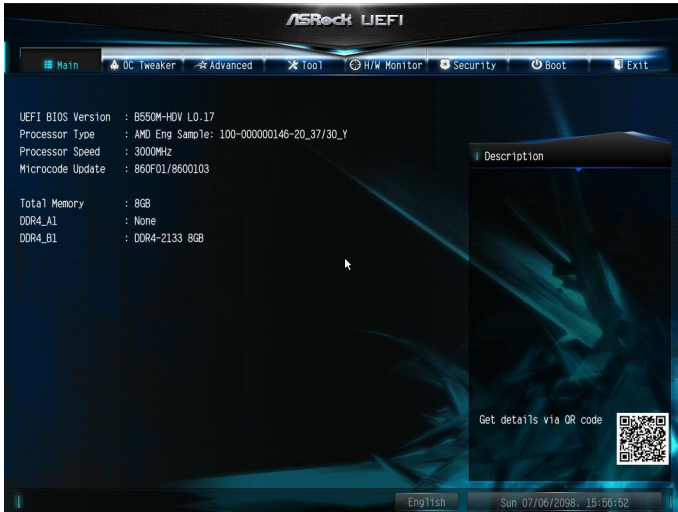 ASRock UEFI
Main OC Tweaker Advanced Tool H/W Monitor Security Boot Exit
UEFI BIOS Version : B550M-HDV L0.17
Processor Type : AMD Eng Sample: 100-000000146-20_37/30_Y
Processor Speed : 3000MHz
Microcode Update : 860F01/8600103
Total Memory : 8GB
DDR4_A1 : None
DDR4_B1 : DDR4-2133 8GB
Description
Get details via QR code
English Sun 07/06/2098. 15:56:52